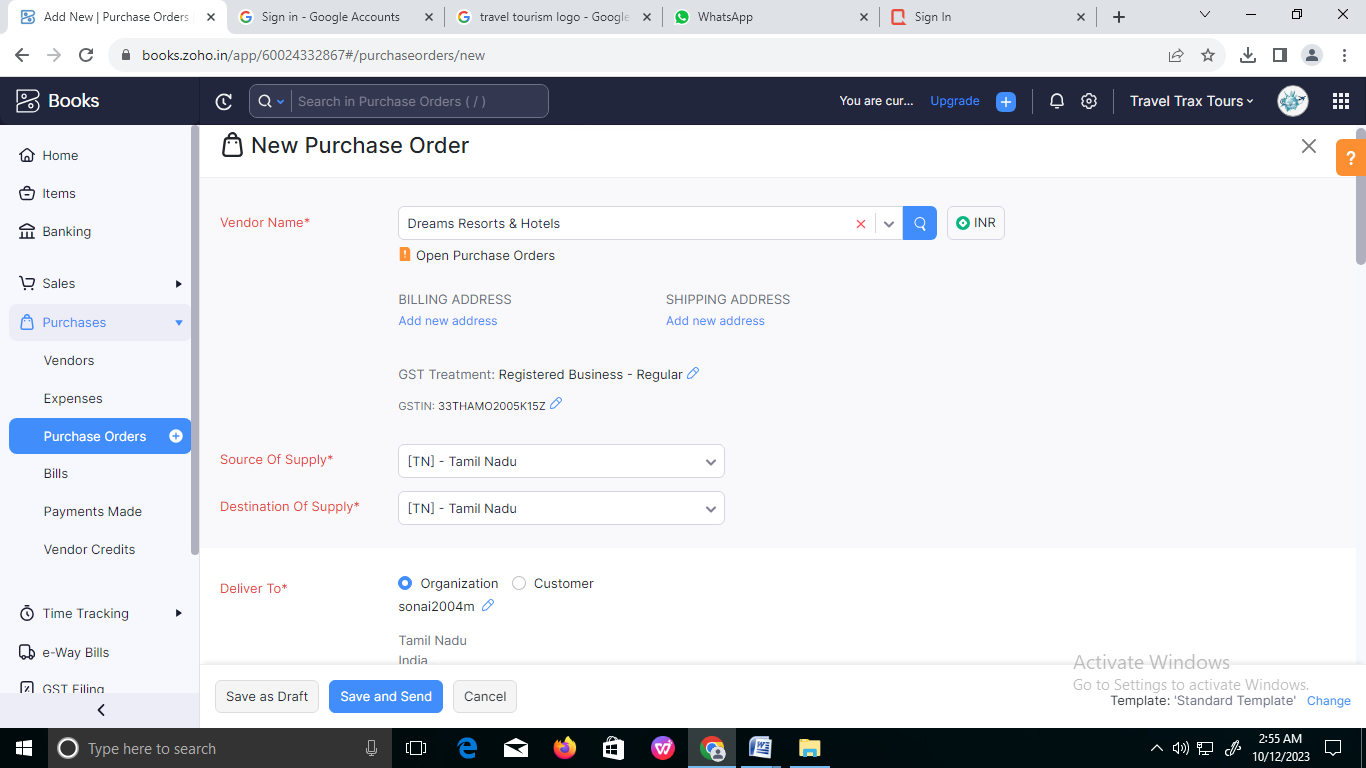 Add New | Purchase Orders
Sign in - Google Accounts
travel tourism logo - Google
WhatsApp
Sign In
books.zoho.in/app/60024332867#/purchaseorders/new
Books
Search in Purchase Orders ( / )
You are cur...
Upgrade
Travel Trax Tours
Home
Items
Banking
Sales
Purchases
Vendors
Expenses
Purchase Orders
Bills
Payments Made
Vendor Credits
Time Tracking
e-Way Bills
GST Filing
New Purchase Order
?
Vendor Name*
Dreams Resorts & Hotels
INR
Open Purchase Orders
BILLING ADDRESS
Add new address
SHIPPING ADDRESS
Add new address
GST Treatment: Registered Business - Regular
GSTIN: 33THAMO2005K15Z
Source Of Supply*
[TN] - Tamil Nadu
Destination Of Supply*
[TN] - Tamil Nadu
Deliver To*
Organization
Customer
sonai2004m
Tamil Nadu
India
Save as Draft
Save and Send
Cancel
Activate Windows
Go to Settings to activate Windows.
Template: 'Standard Template'
Change
Type here to search
2:55 AM
10/12/2023